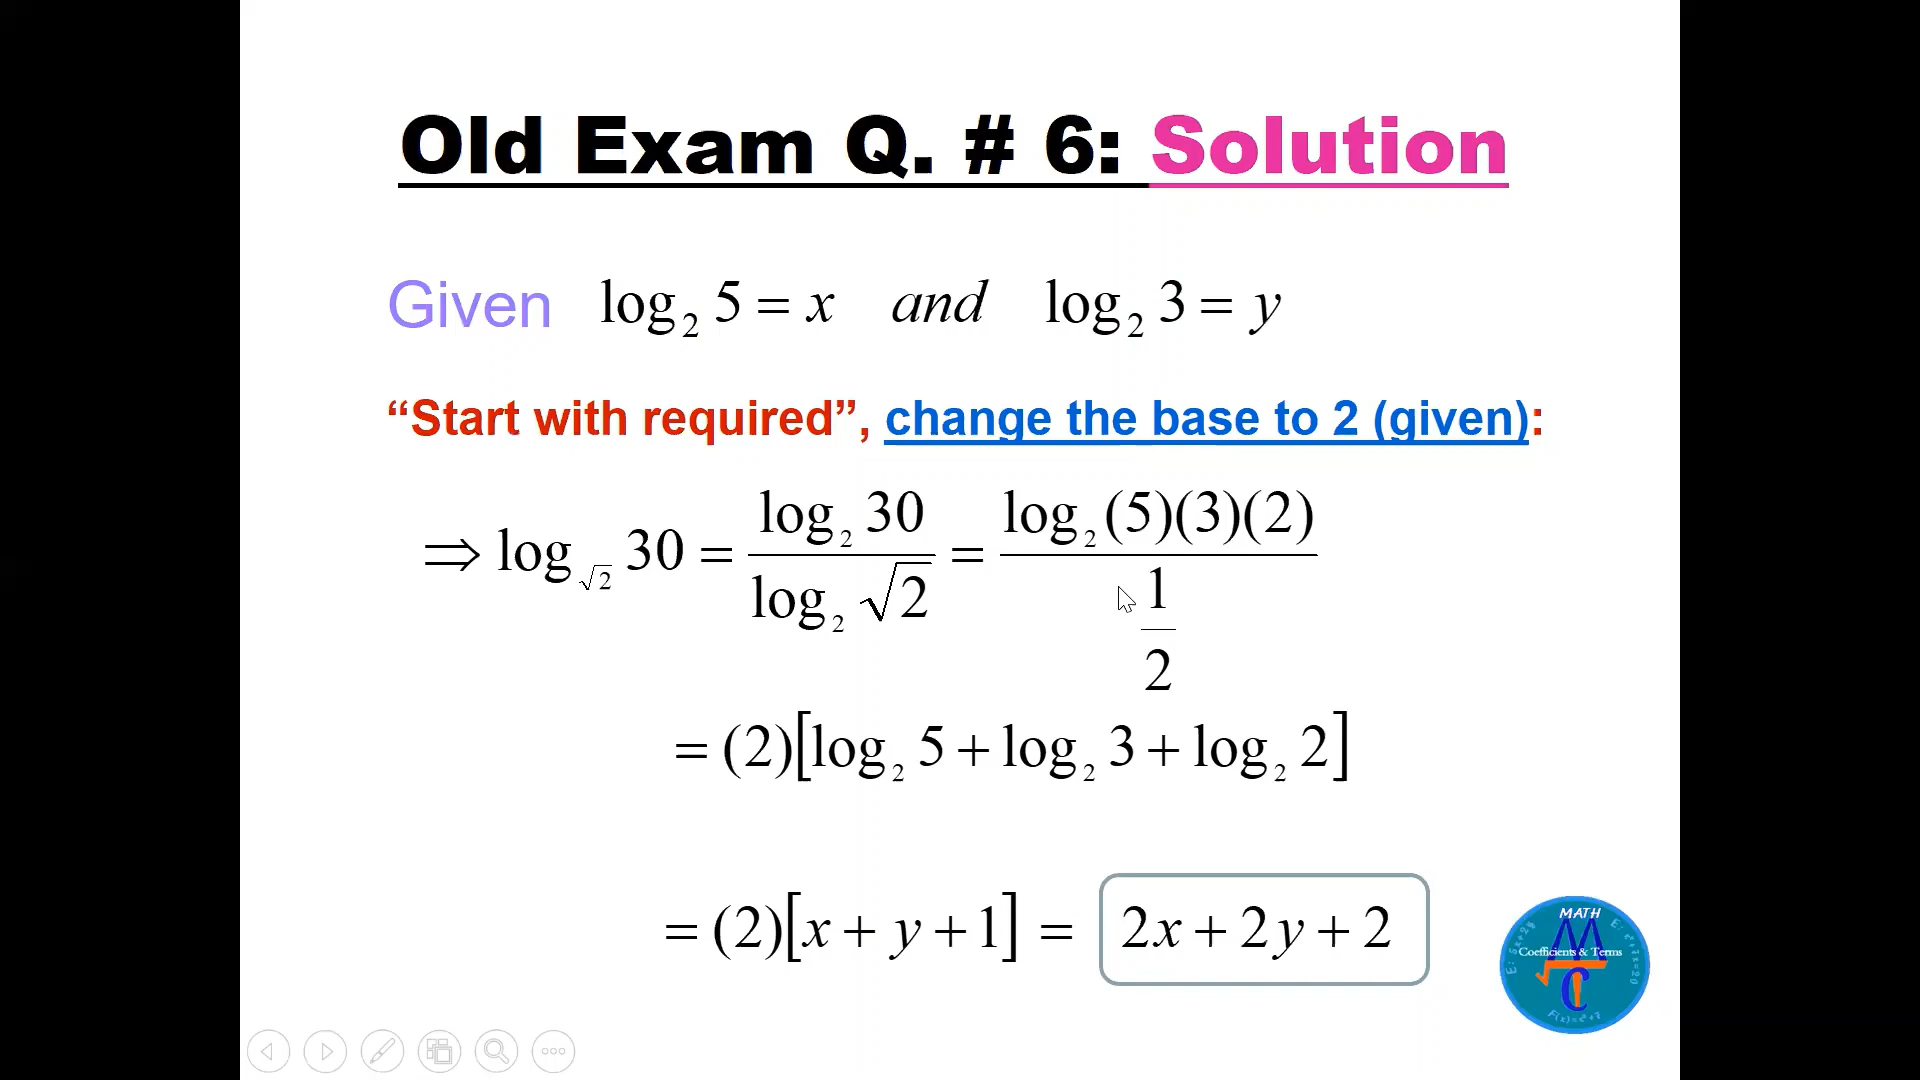 Old Exam Q. # 6: Solution
Given log₂ 5 = x and log₂ 3 = y
“Start with required”, change the base to 2 (given):
⇒ log_√2 30 = log₂ 30 / log₂ √2 = log₂ (5)(3)(2) / (1/2)
= (2)[log₂ 5 + log₂ 3 + log₂ 2]
= (2)[x + y + 1] = 2x + 2y + 2
MATH
Coefficients & Terms